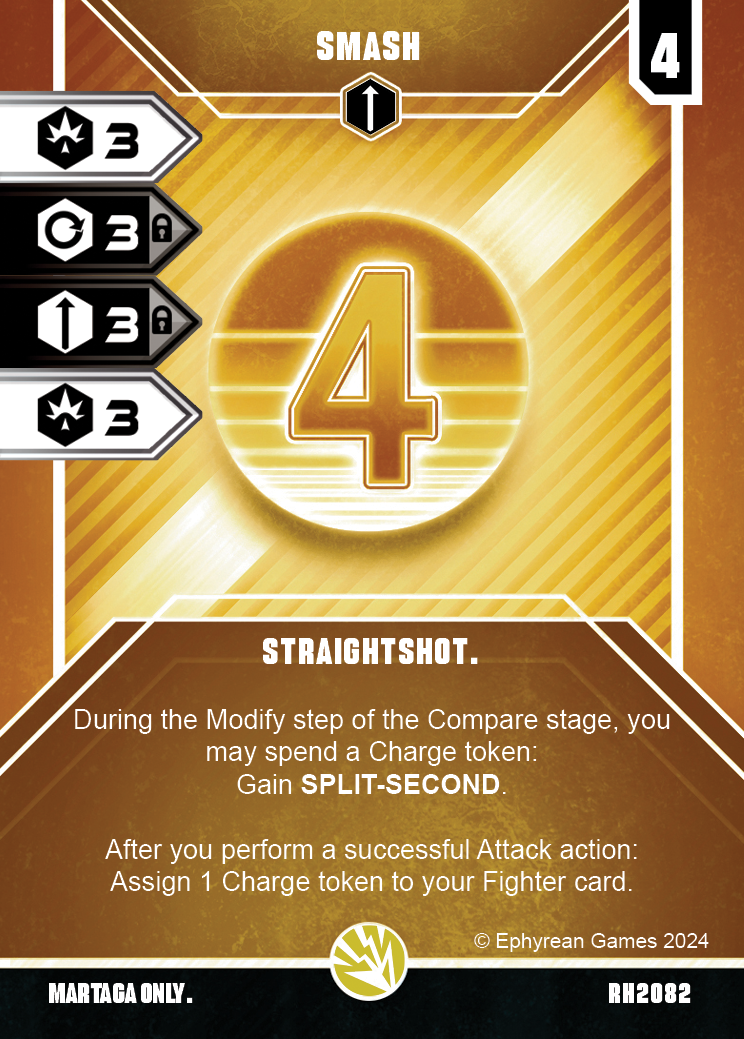 SMASH
4
3
3
3
3
4
STRAIGHTSHOT.
During the Modify step of the Compare stage, you
may spend a Charge token:
Gain SPLIT-SECOND.
After you perform a successful Attack action:
Assign 1 Charge token to your Fighter card.
© Ephyrean Games 2024
MARTAGA ONLY.
RH2082